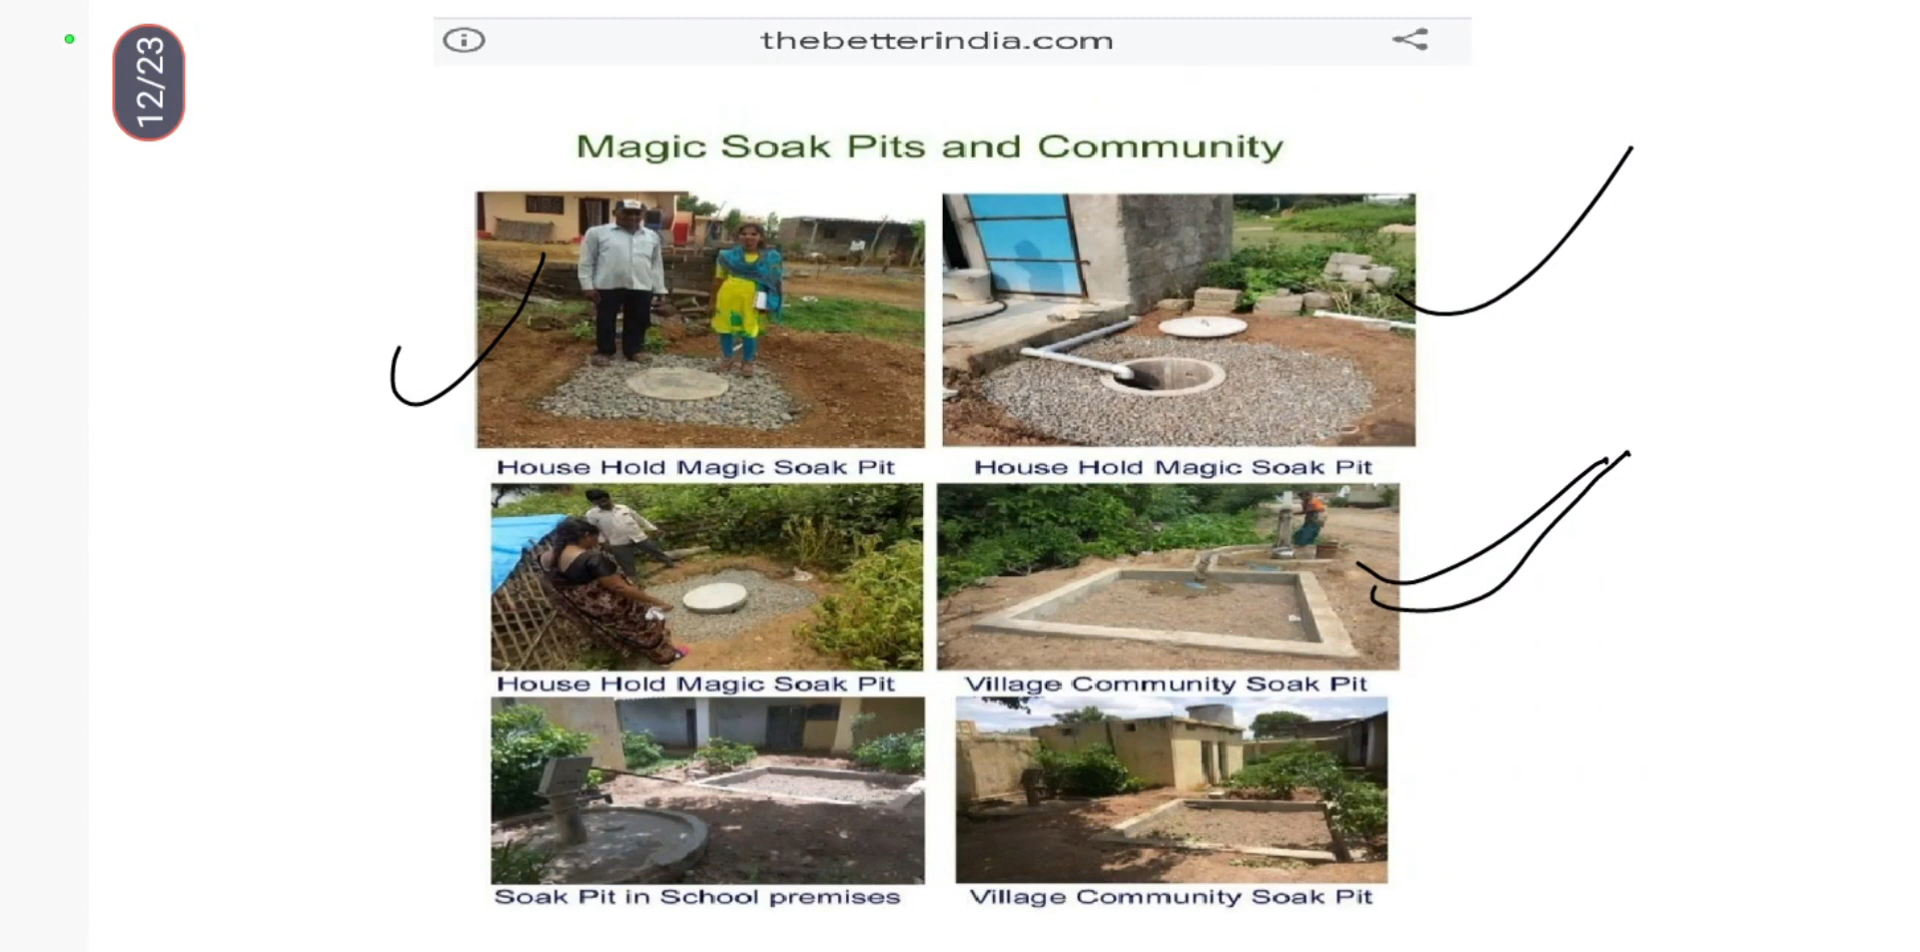 12/23
thebetterindia.com
Magic Soak Pits and Community
House Hold Magic Soak Pit
House Hold Magic Soak Pit
House Hold Magic Soak Pit
Village Community Soak Pit
Soak Pit in School premises
Village Community Soak Pit